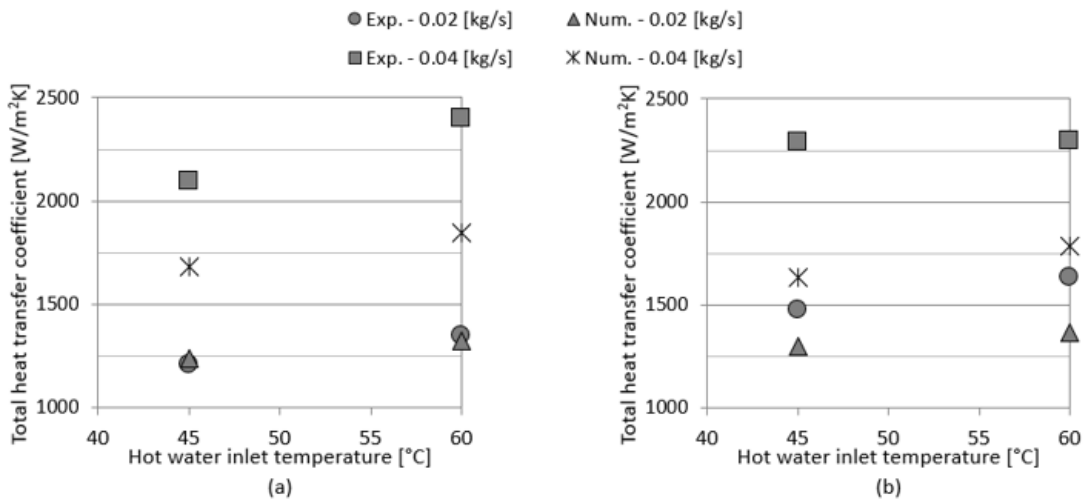 Exp. - 0.02 [kg/s]
Num. - 0.02 [kg/s]
Exp. - 0.04 [kg/s]
Num. - 0.04 [kg/s]
Total heat transfer coefficient [W/m²K]
2500
2000
1500
1000
40
45
50
55
60
Hot water inlet temperature [°C]
(a)
Total heat transfer coefficient [W/m²K]
2500
2000
1500
1000
40
45
50
55
60
Hot water inlet temperature [°C]
(b)